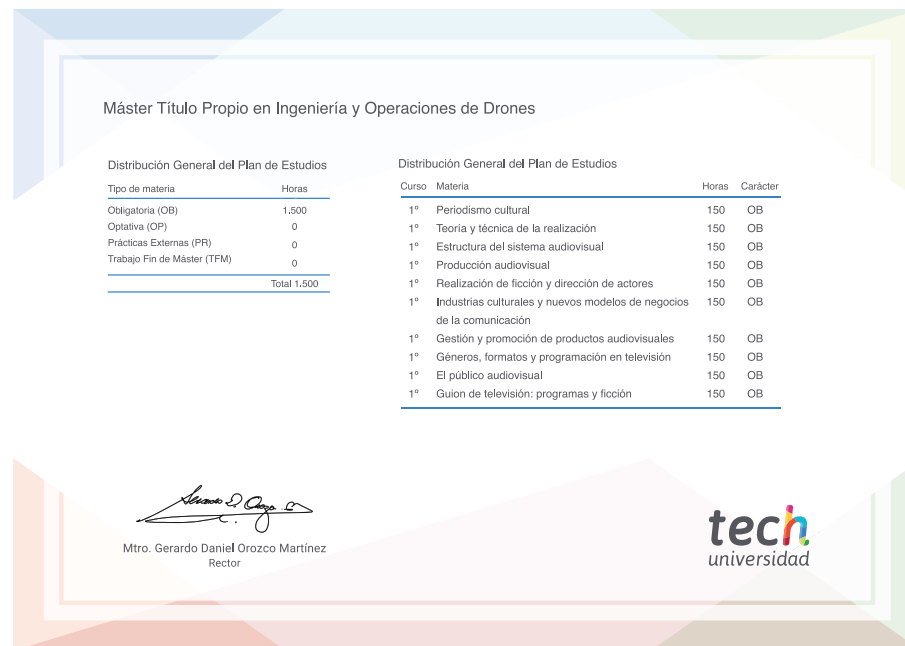 Máster Título Propio en Ingeniería y Operaciones de Drones
Distribución General del Plan de Estudios
Tipo de materia Horas
Obligatoria (OB) 1.500
Optativa (OP) 0
Prácticas Externas (PR) 0
Trabajo Fin de Máster (TFM) 0
Total 1.500
Distribución General del Plan de Estudios
Curso Materia Horas Carácter
1º Periodismo cultural 150 OB
1º Teoría y técnica de la realización 150 OB
1º Estructura del sistema audiovisual 150 OB
1º Producción audiovisual 150 OB
1º Realización de ficción y dirección de actores 150 OB
1º Industrias culturales y nuevos modelos de negocios 150 OB
de la comunicación
1º Gestión y promoción de productos audiovisuales 150 OB
1º Géneros, formatos y programación en televisión 150 OB
1º El público audiovisual 150 OB
1º Guion de televisión: programas y ficción 150 OB
Mtro. Gerardo Daniel Orozco Martínez
Rector
tech
universidad